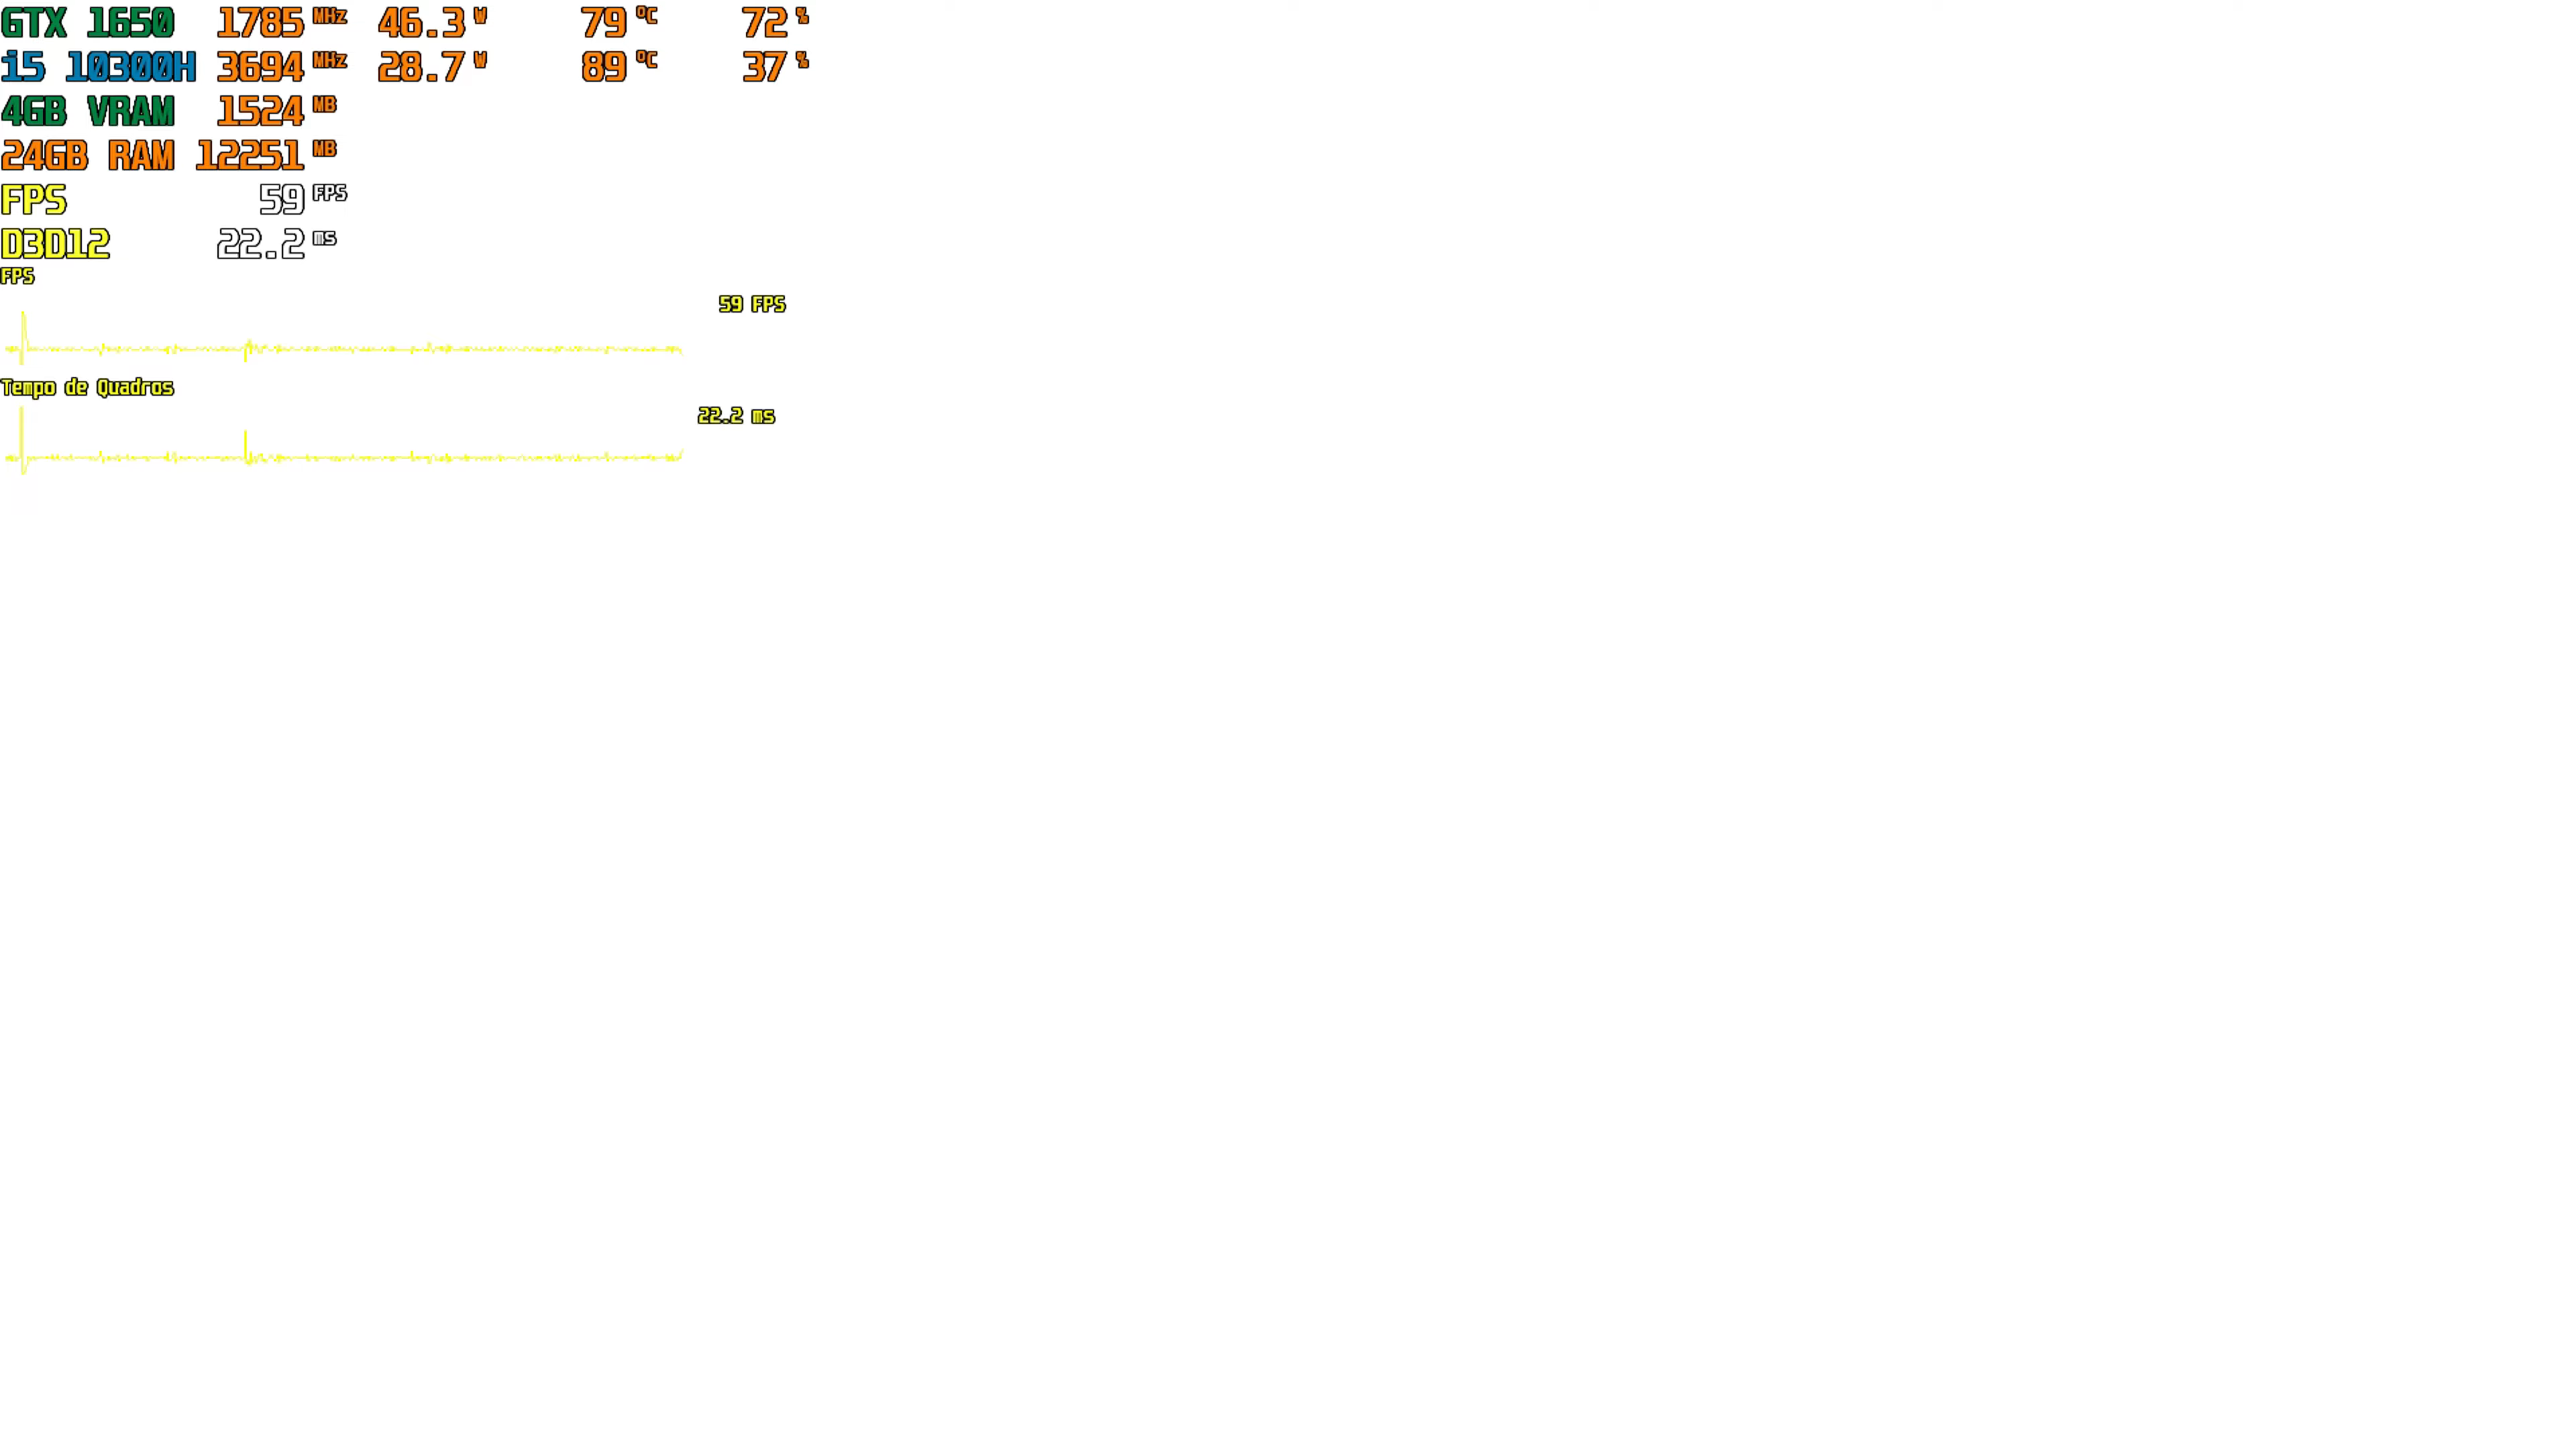 GTX 1650 1785 MHz 46.3 W 79 °C 72 %
i5 10300H 3694 MHz 28.7 W 89 °C 37 %
4GB VRAM 1524 MB
24GB RAM 12251 MB
FPS 59 FPS
D3D12 22.2 ms
FPS
59 FPS
Tempo de Quadros
22.2 ms